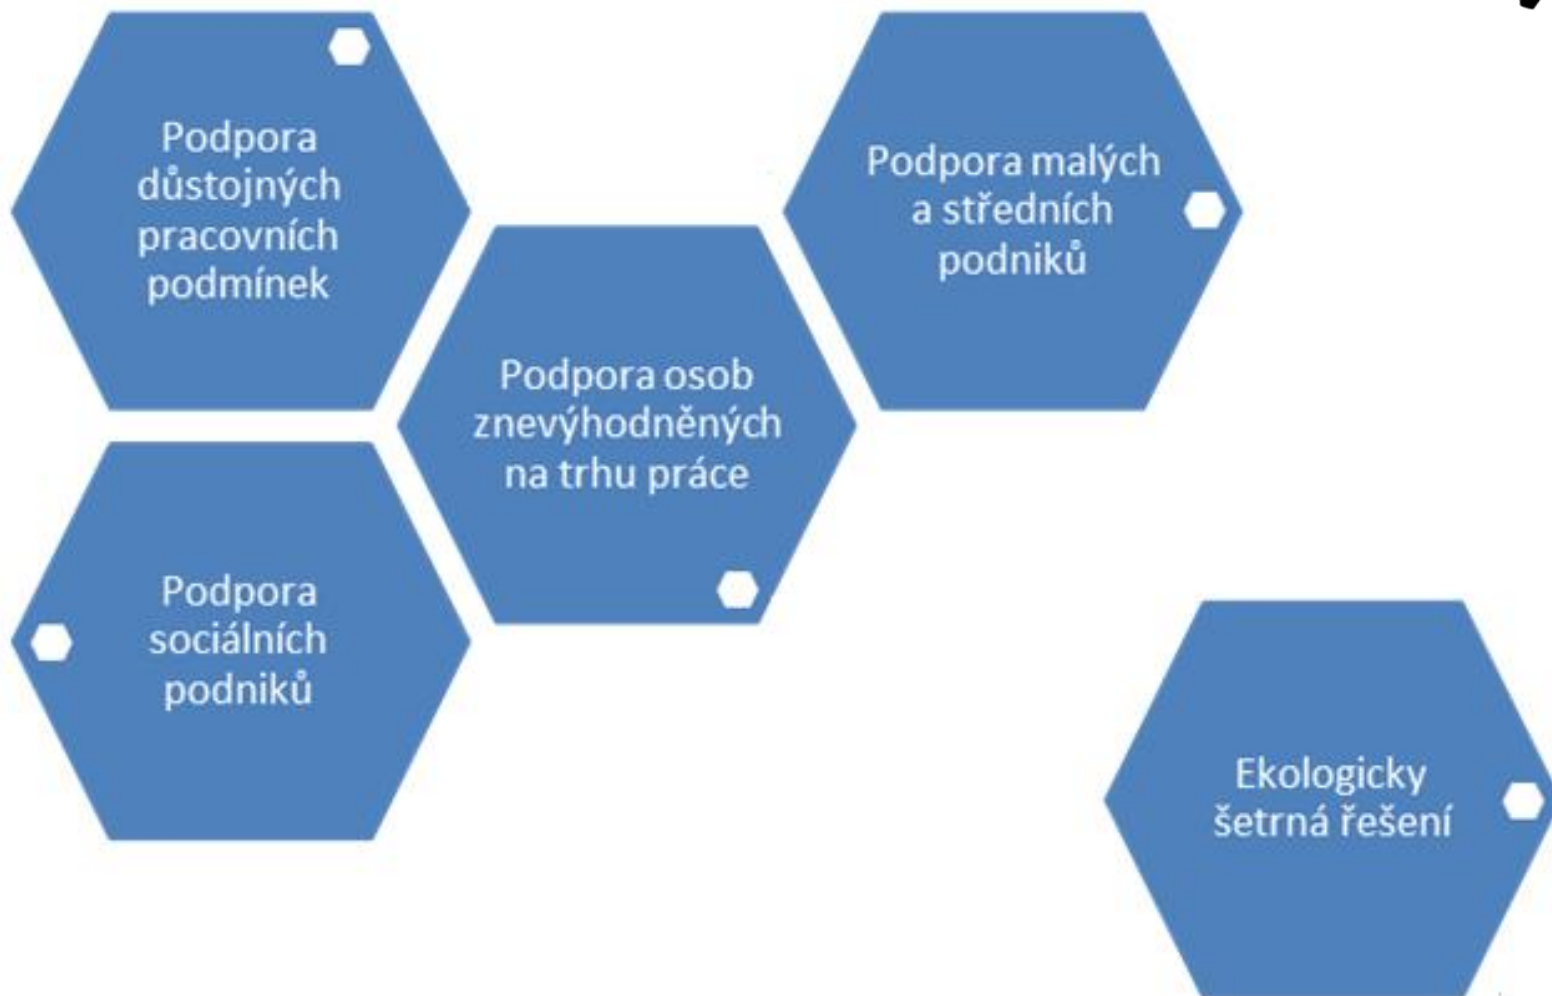 Podpora
důstojných
pracovních
podmínek
Podpora malých
a středních
podniků
Podpora osob
znevýhodněných
na trhu práce
Podpora
sociálních
podniků
Ekologicky
šetrná řešení